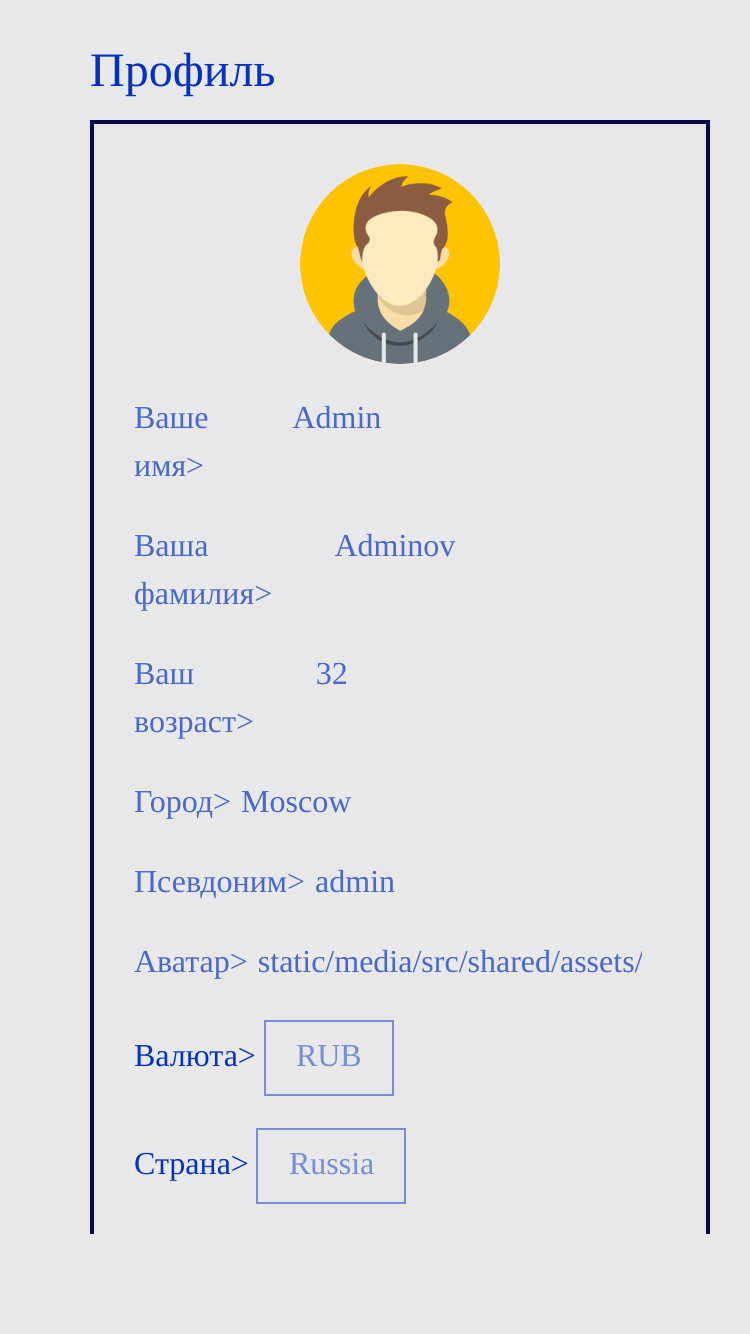 Профиль
Ваше Admin
имя>
Ваша Adminov
фамилия>
Ваш 32
возраст>
Город> Moscow
Псевдоним> admin
Аватар> static/media/src/shared/assets/
Валюта> RUB
Страна> Russia